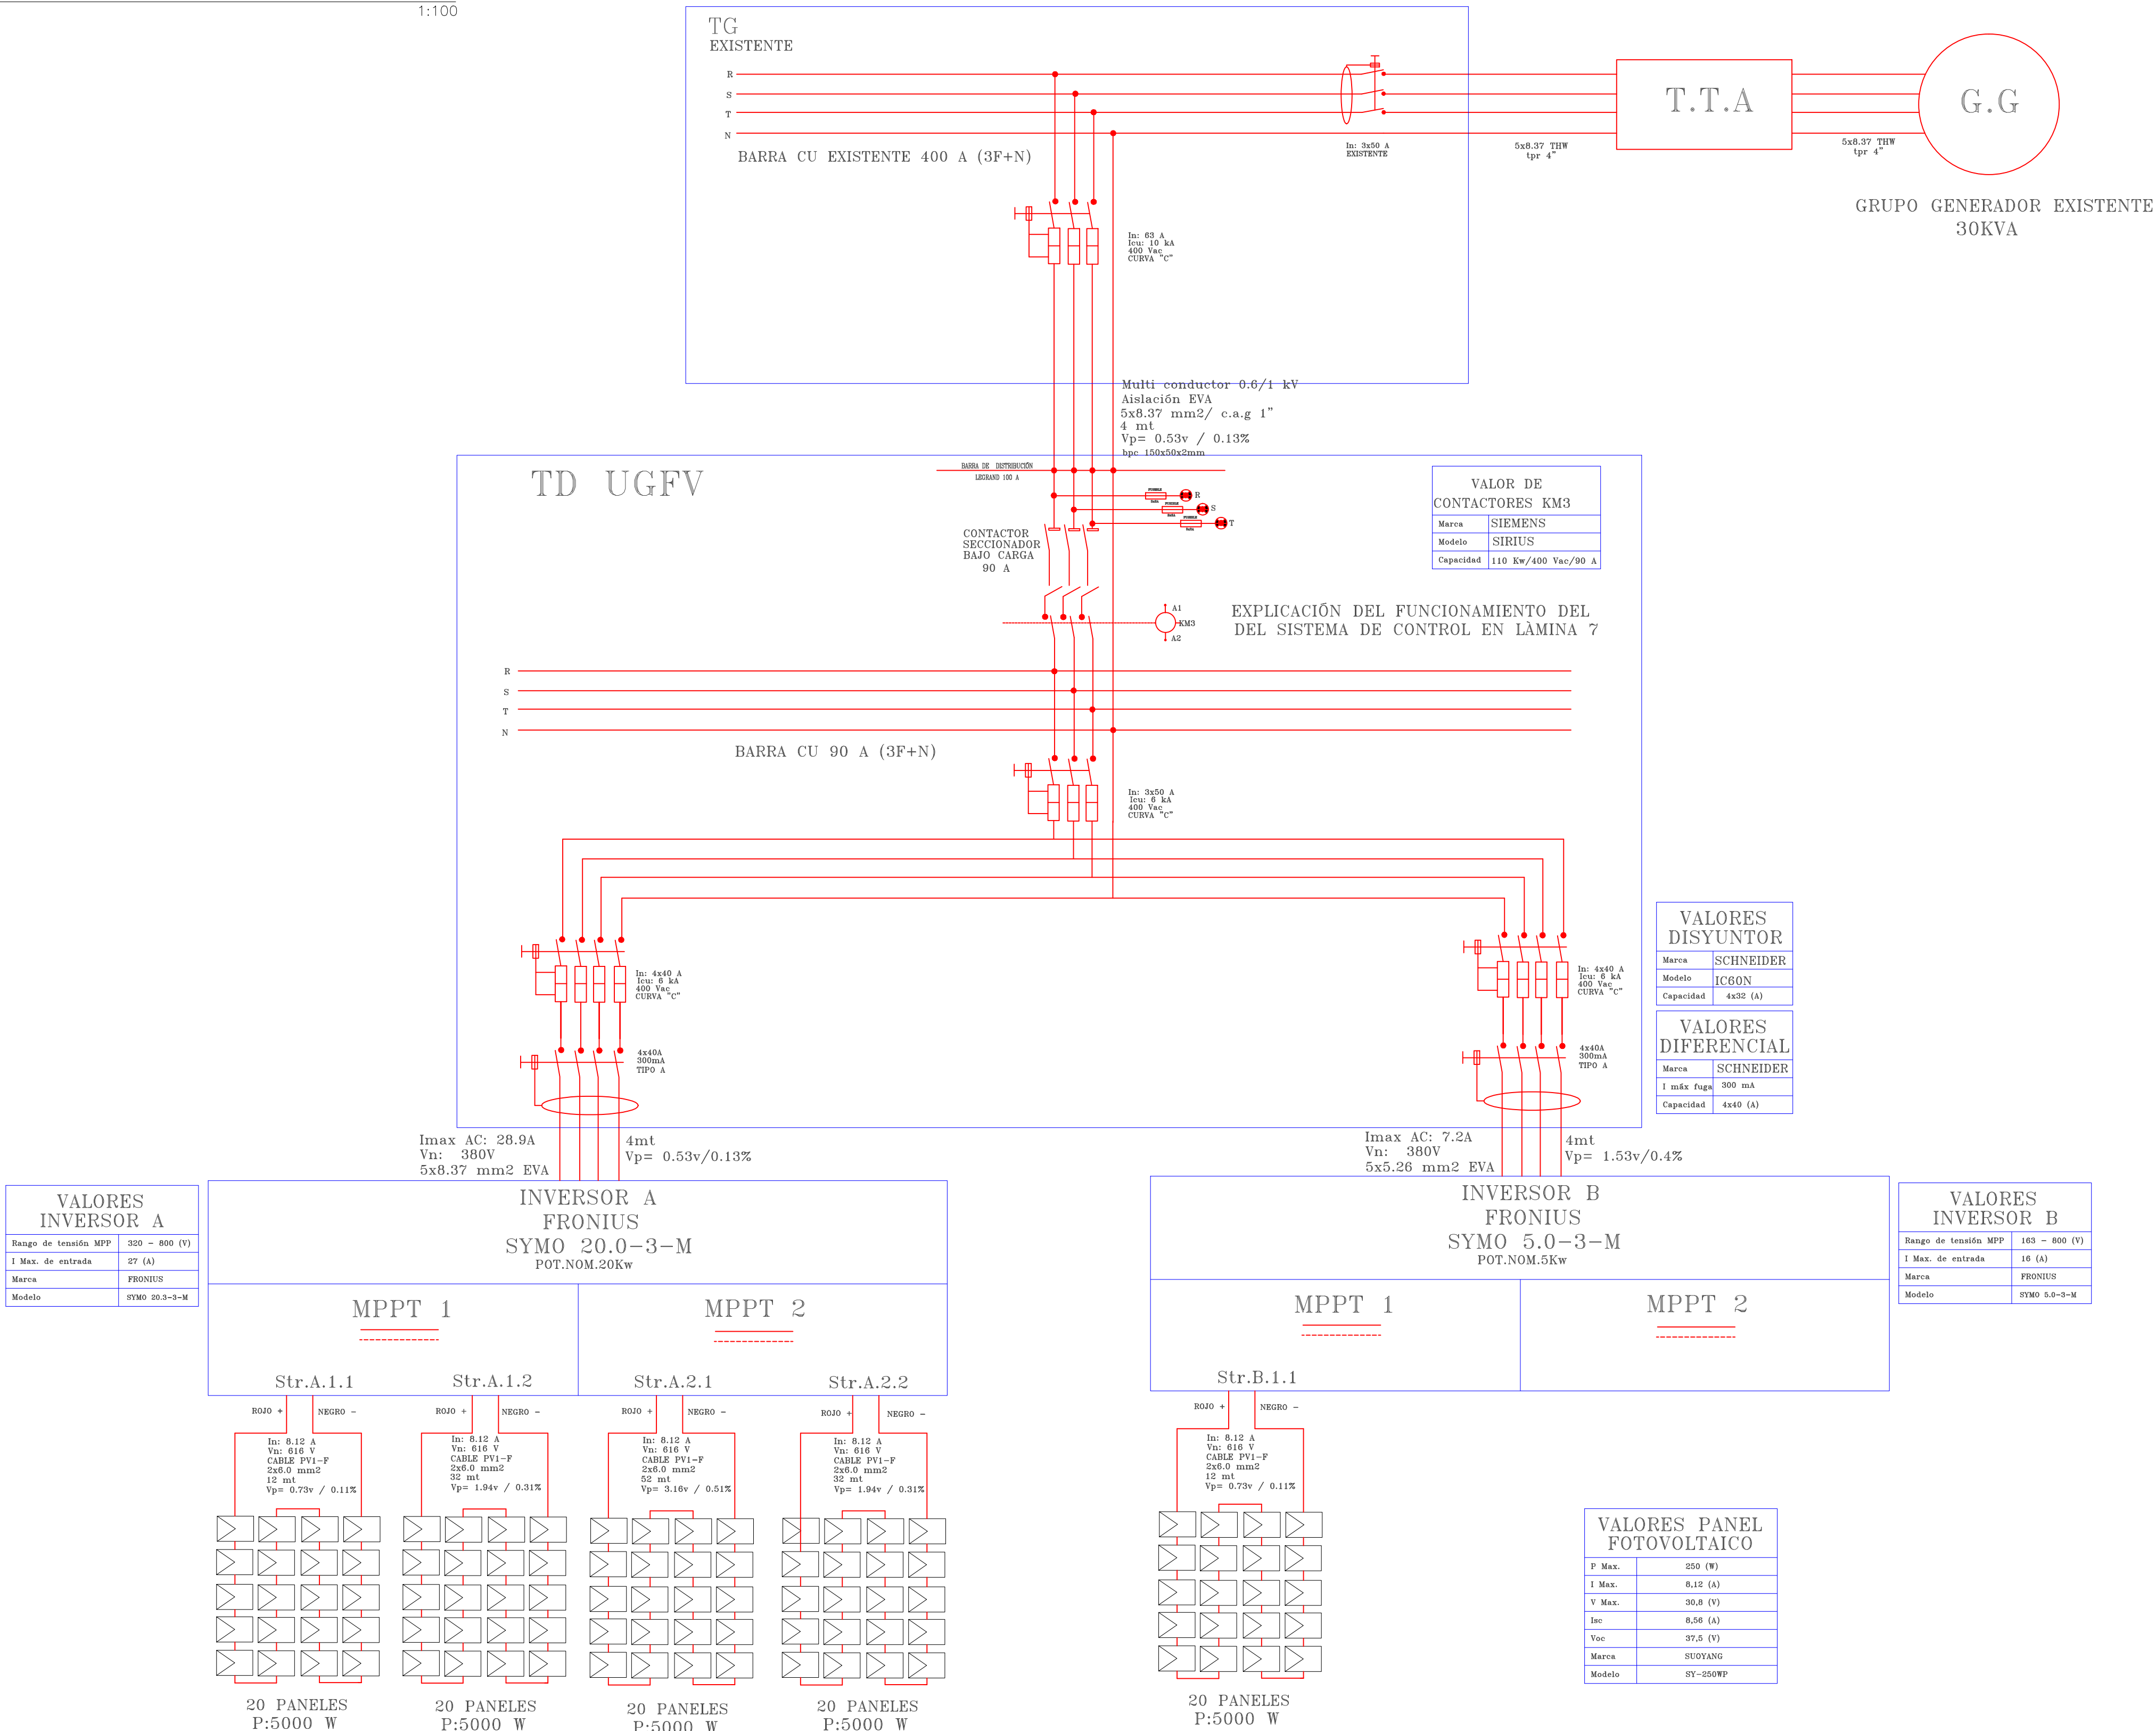 1:100
TG
EXISTENTE
R
S
T
N
BARRA CU EXISTENTE 400 A (3F+N)
In: 3x50 A
EXISTENTE
5x8.37 THW
tpr 4"
T.T.A
5x8.37 THW
tpr 4"
G.G
GRUPO GENERADOR EXISTENTE
30KVA
In: 63 A
Icu: 10 kA
400 Vac
CURVA "C"
Multi conductor 0.6/1 kV
Aislación EVA
5x8.37 mm2/ c.a.g 1"
4 mt
Vp= 0.53v / 0.13%
bpc 150x50x2mm
TD UGFV
BARRA DE DISTRIBUCIÓN
LEGRAND 100 A
FUSIBLE
R
FUSIBLE
S
FUSIBLE
T
CONTACTOR
SECCIONADOR
BAJO CARGA
90 A
VALOR DE
CONTACTORES KM3
Marca SIEMENS
Modelo SIRIUS
Capacidad 110 Kw/400 Vac/90 A
A1
KM3
A2
EXPLICACIÓN DEL FUNCIONAMIENTO DEL
DEL SISTEMA DE CONTROL EN LÀMINA 7
R
S
T
N
BARRA CU 90 A (3F+N)
In: 3x50 A
Icu: 6 kA
400 Vac
CURVA "C"
In: 4x40 A
Icu: 6 kA
400 Vac
CURVA "C"
4x40A
300mA
TIPO A
In: 4x40 A
Icu: 6 kA
400 Vac
CURVA "C"
4x40A
300mA
TIPO A
VALORES
DISYUNTOR
Marca SCHNEIDER
Modelo IC60N
Capacidad 4x32 (A)
VALORES
DIFERENCIAL
Marca SCHNEIDER
I máx fuga 300 mA
Capacidad 4x40 (A)
Imax AC: 28.9A
Vn: 380V
5x8.37 mm2 EVA
4mt
Vp= 0.53v/0.13%
Imax AC: 7.2A
Vn: 380V
5x5.26 mm2 EVA
4mt
Vp= 1.53v/0.4%
VALORES
INVERSOR A
Rango de tensión MPP 320 - 800 (V)
I Max. de entrada 27 (A)
Marca FRONIUS
Modelo SYMO 20.3-3-M
INVERSOR A
FRONIUS
SYMO 20.0-3-M
POT.NOM.20Kw
MPPT 1
MPPT 2
Str.A.1.1
Str.A.1.2
Str.A.2.1
Str.A.2.2
INVERSOR B
FRONIUS
SYMO 5.0-3-M
POT.NOM.5Kw
MPPT 1
MPPT 2
Str.B.1.1
VALORES
INVERSOR B
Rango de tensión MPP 163 - 800 (V)
I Max. de entrada 16 (A)
Marca FRONIUS
Modelo SYMO 5.0-3-M
ROJO + NEGRO -
In: 8.12 A
Vn: 616 V
CABLE PV1-F
2x6.0 mm2
12 mt
Vp= 0.73v / 0.11%
20 PANELES
P:5000 W
ROJO + NEGRO -
In: 8.12 A
Vn: 616 V
CABLE PV1-F
2x6.0 mm2
32 mt
Vp= 1.94v / 0.31%
20 PANELES
P:5000 W
ROJO + NEGRO -
In: 8.12 A
Vn: 616 V
CABLE PV1-F
2x6.0 mm2
52 mt
Vp= 3.16v / 0.51%
20 PANELES
P:5000 W
ROJO + NEGRO -
In: 8.12 A
Vn: 616 V
CABLE PV1-F
2x6.0 mm2
32 mt
Vp= 1.94v / 0.31%
20 PANELES
P:5000 W
ROJO + NEGRO -
In: 8.12 A
Vn: 616 V
CABLE PV1-F
2x6.0 mm2
12 mt
Vp= 0.73v / 0.11%
20 PANELES
P:5000 W
VALORES PANEL
FOTOVOLTAICO
P Max. 250 (W)
I Max. 8,12 (A)
V Max. 30,8 (V)
Isc 8,56 (A)
Voc 37,5 (V)
Marca SUOYANG
Modelo SY-250WP